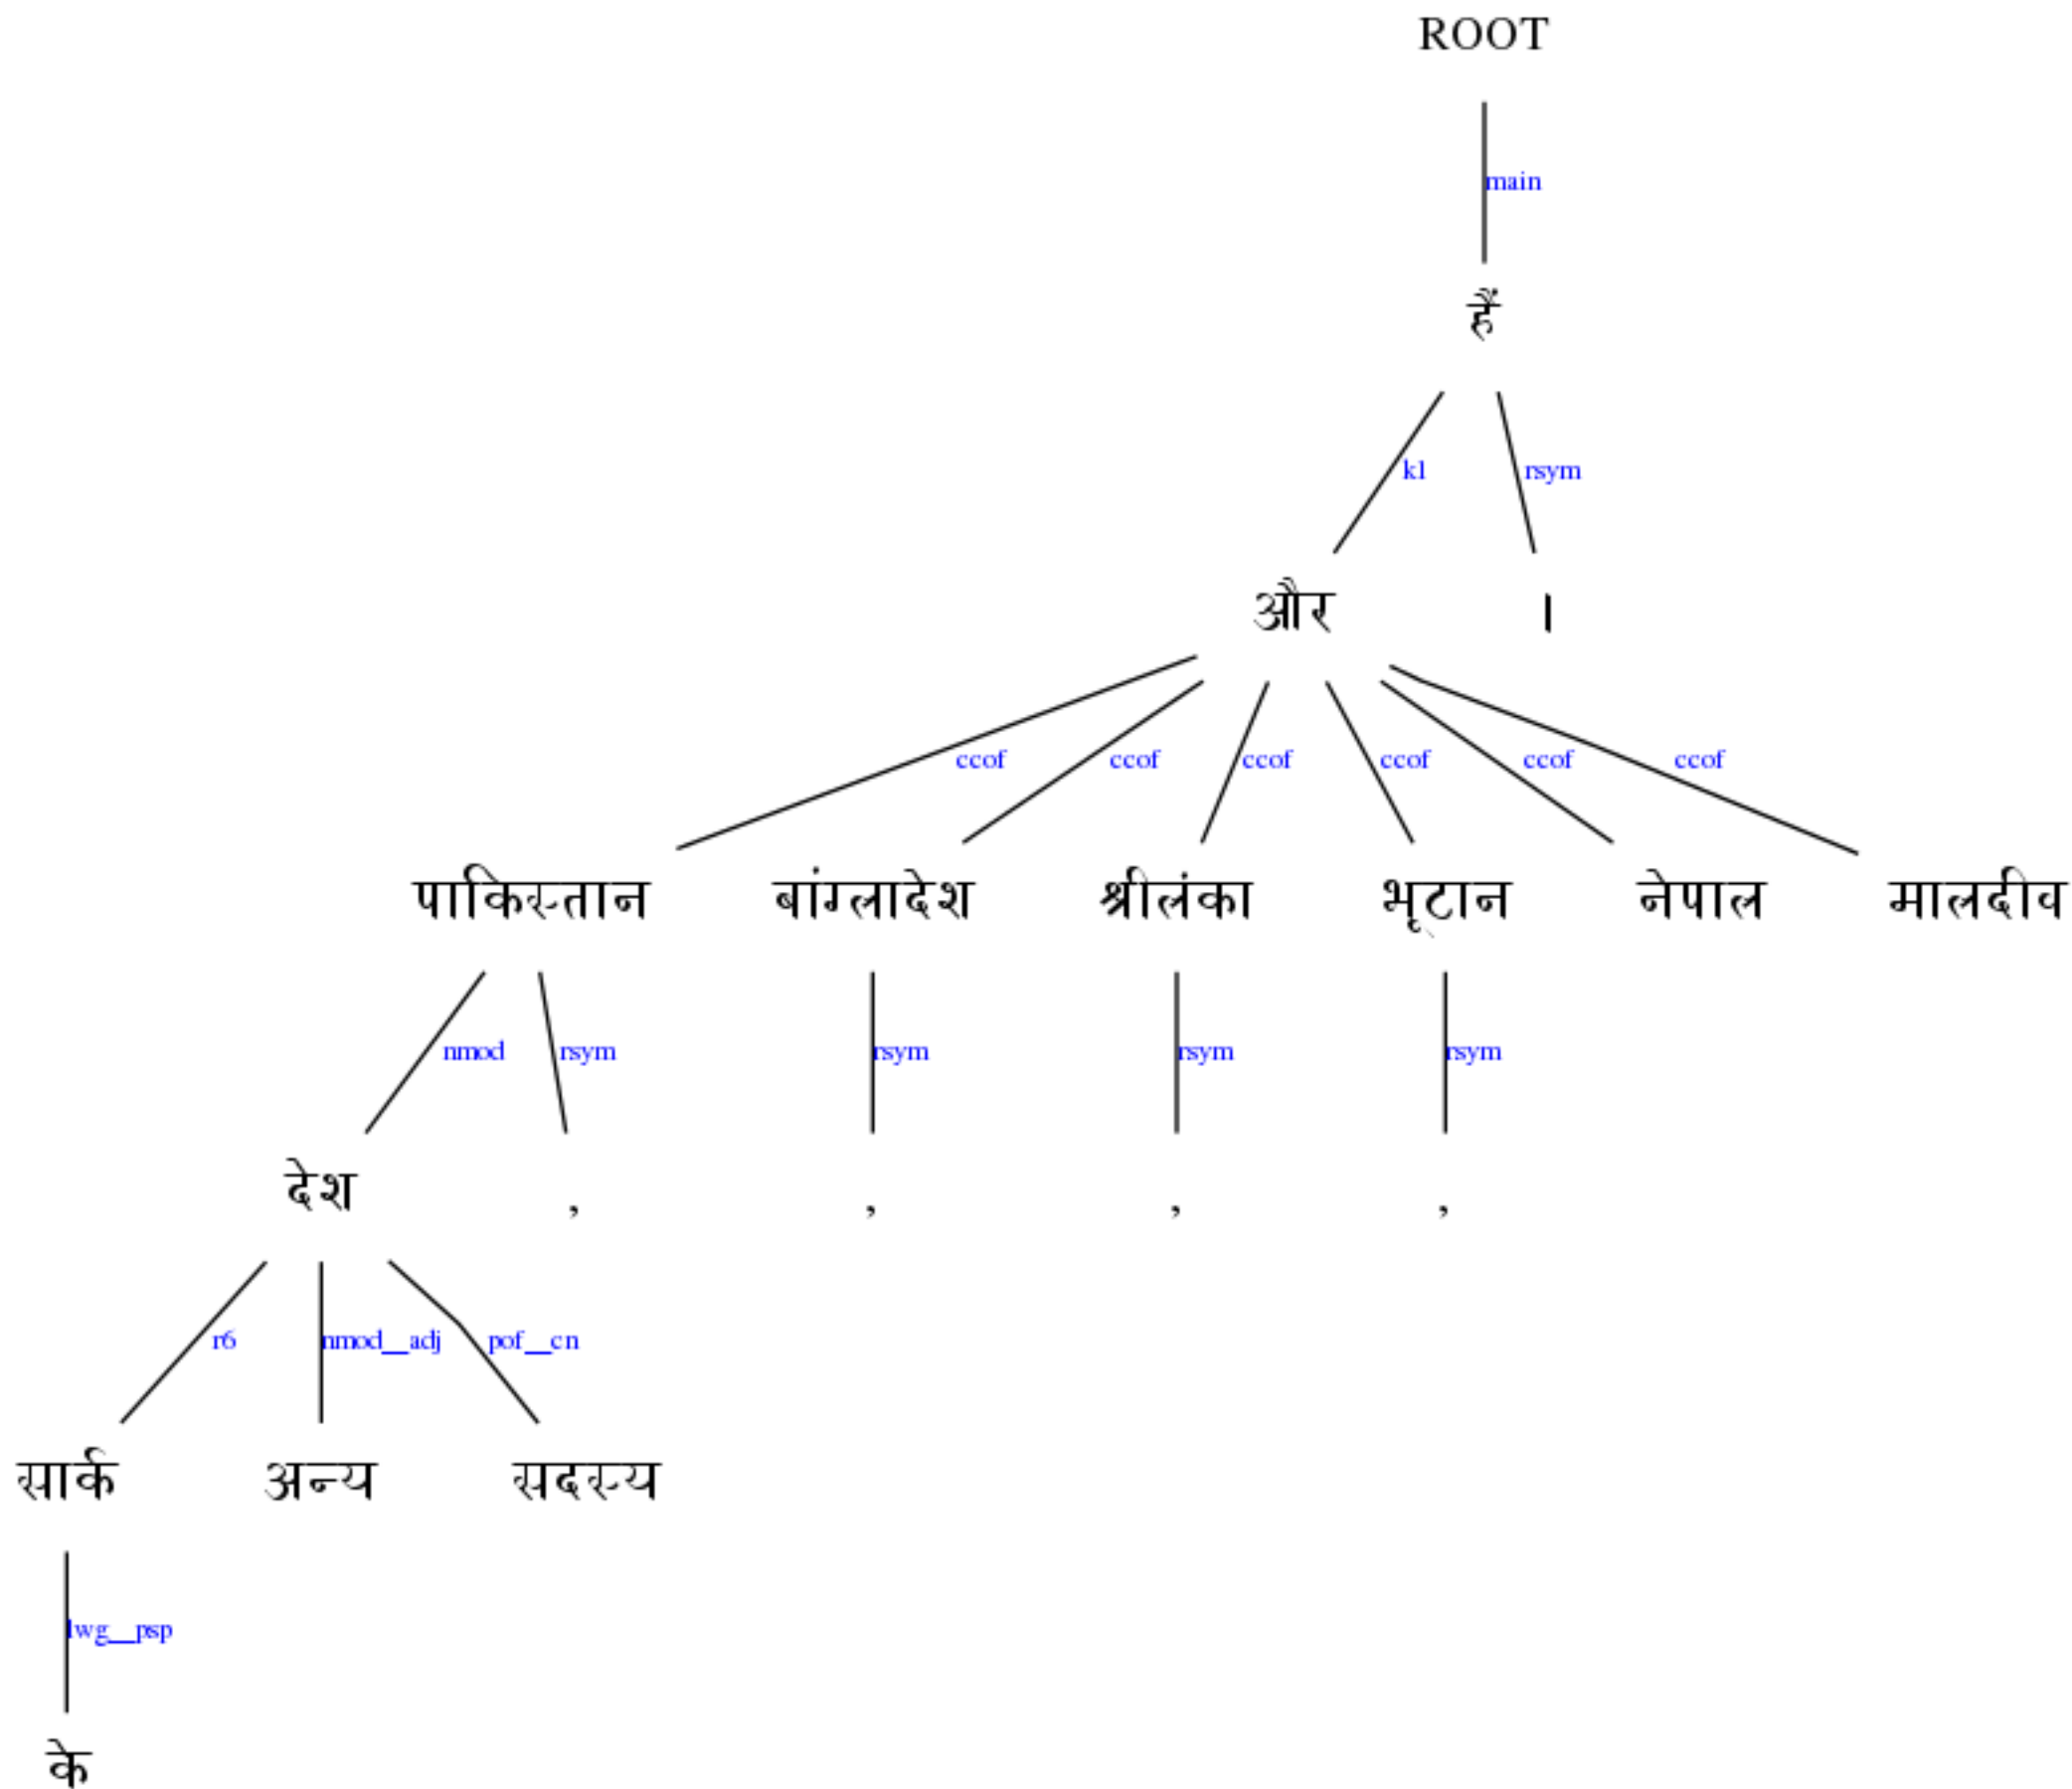 ROOT
main
हैं
k1 rsym
और ।
ccof ccof ccof ccof ccof ccof
पाकिस्तान बांग्लादेश श्रीलंका भूटान नेपाल मालदीव
nmod rsym rsym rsym rsym
देश , , , ,
r6 nmod__adj pof__cn
सार्क अन्य सदस्य
lwg__psp
के